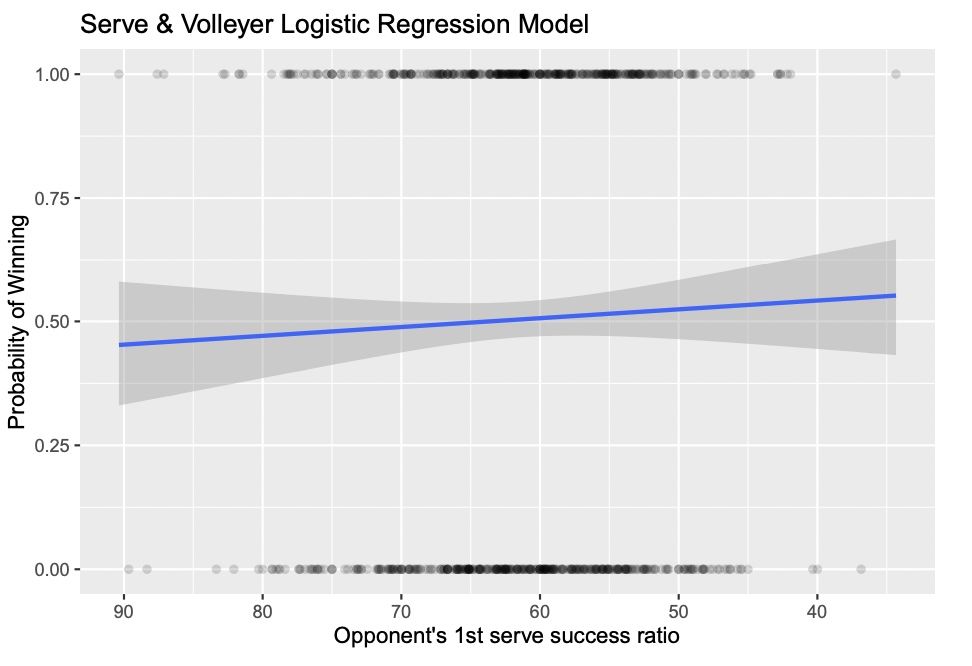 Serve & Volleyer Logistic Regression Model
1.00
0.75
0.50
0.25
0.00
Probability of Winning
90 80 70 60 50 40
Opponent's 1st serve success ratio